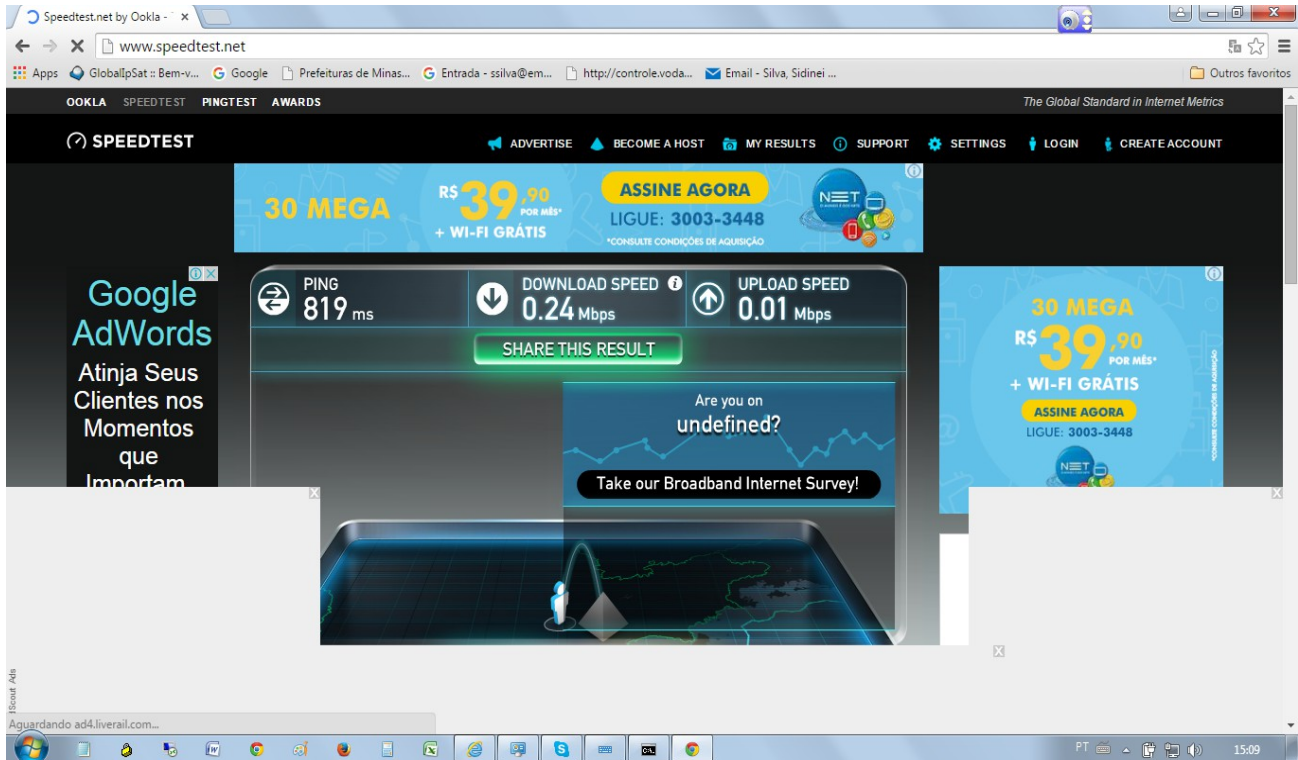 Speedtest.net by Ookla -
www.speedtest.net
Apps GlobalIpSat :: Bem-v... Google Prefeituras de Minas... Entrada - ssilva@em... http://controle.voda... Email - Silva, Sidinei ... Outros favoritos
OOKLA SPEEDTEST PINGTEST AWARDS The Global Standard in Internet Metrics
SPEEDTEST ADVERTISE BECOME A HOST MY RESULTS SUPPORT SETTINGS LOGIN CREATE ACCOUNT
30 MEGA
R$ 39,90
POR MÊS*
+ WI-FI GRÁTIS
ASSINE AGORA
LIGUE: 3003-3448
*CONSULTE CONDIÇÕES DE AQUISIÇÃO
NET
Google
AdWords
Atinja Seus
Clientes nos
Momentos
que
Importam
PING
819 ms
DOWNLOAD SPEED
0.24 Mbps
UPLOAD SPEED
0.01 Mbps
SHARE THIS RESULT
Are you on
undefined?
Take our Broadband Internet Survey!
30 MEGA
R$ 39,90
POR MÊS*
+ WI-FI GRÁTIS
ASSINE AGORA
LIGUE: 3003-3448
NET
*CONSULTE CONDIÇÕES DE AQUISIÇÃO
Aguardando ad4.liverail.com...
PT 15:09